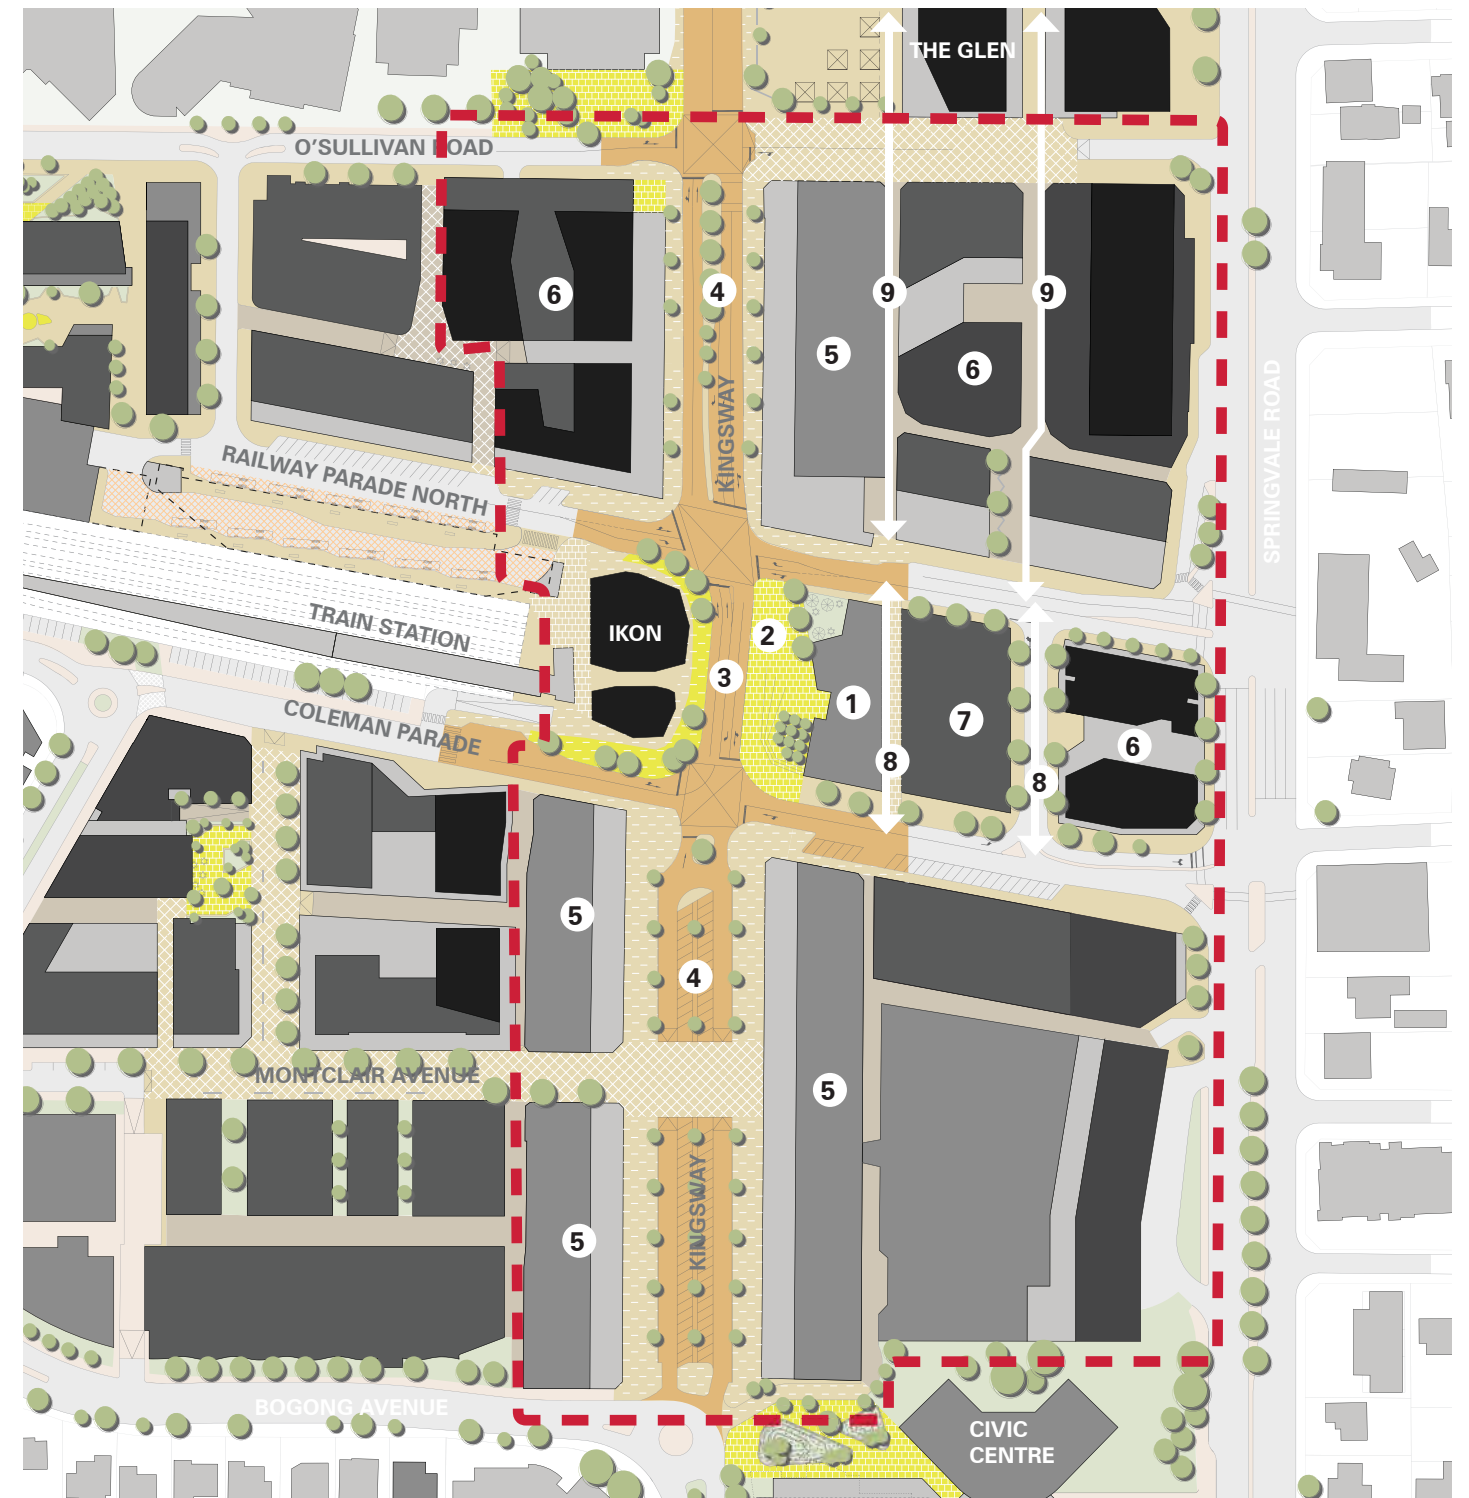 THE GLEN
O'SULLIVAN ROAD
6
4
9
9
5
6
KINGSWAY
SPRINGVALE ROAD
RAILWAY PARADE NORTH
TRAIN STATION
IKON
2
3
1
7
COLEMAN PARADE
6
8
8
5
4
MONTCLAIR AVENUE
5
KINGSWAY
5
BOGONG AVENUE
CIVIC
CENTRE